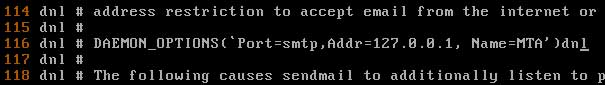 114 dnl # address restriction to accept email from the internet or
115 dnl #
116 dnl # DAEMON_OPTIONS(`Port=smtp,Addr=127.0.0.1, Name=MTA')dnl
117 dnl #
118 dnl # The following causes sendmail to additionally listen to p